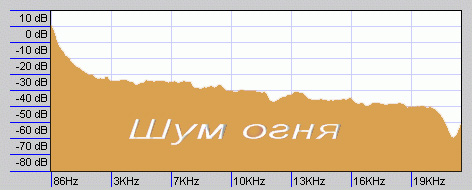 10 dB
0 dB
-10 dB
-20 dB
-30 dB
-40 dB
-50 dB
-60 dB
-70 dB
-80 dB
Шум огня
86Hz 3KHz 7KHz 10KHz 13KHz 16KHz 19KHz